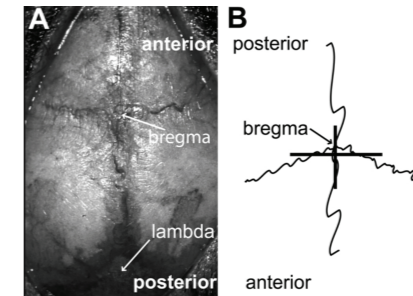 A
anterior
bregma
lambda
posterior
B
posterior
bregma
anterior